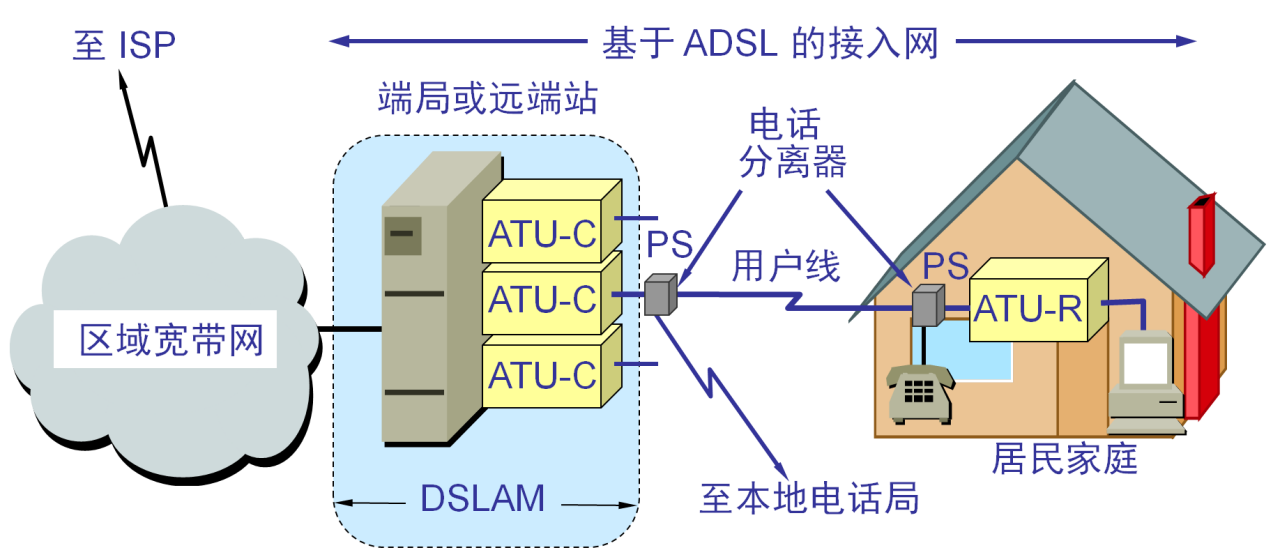 至 ISP
基于 ADSL 的接入网
端局或远端站
电话
分离器
ATU-C
PS
用户线
PS
ATU-C
ATU-R
区域宽带网
ATU-C
居民家庭
DSLAM
至本地电话局